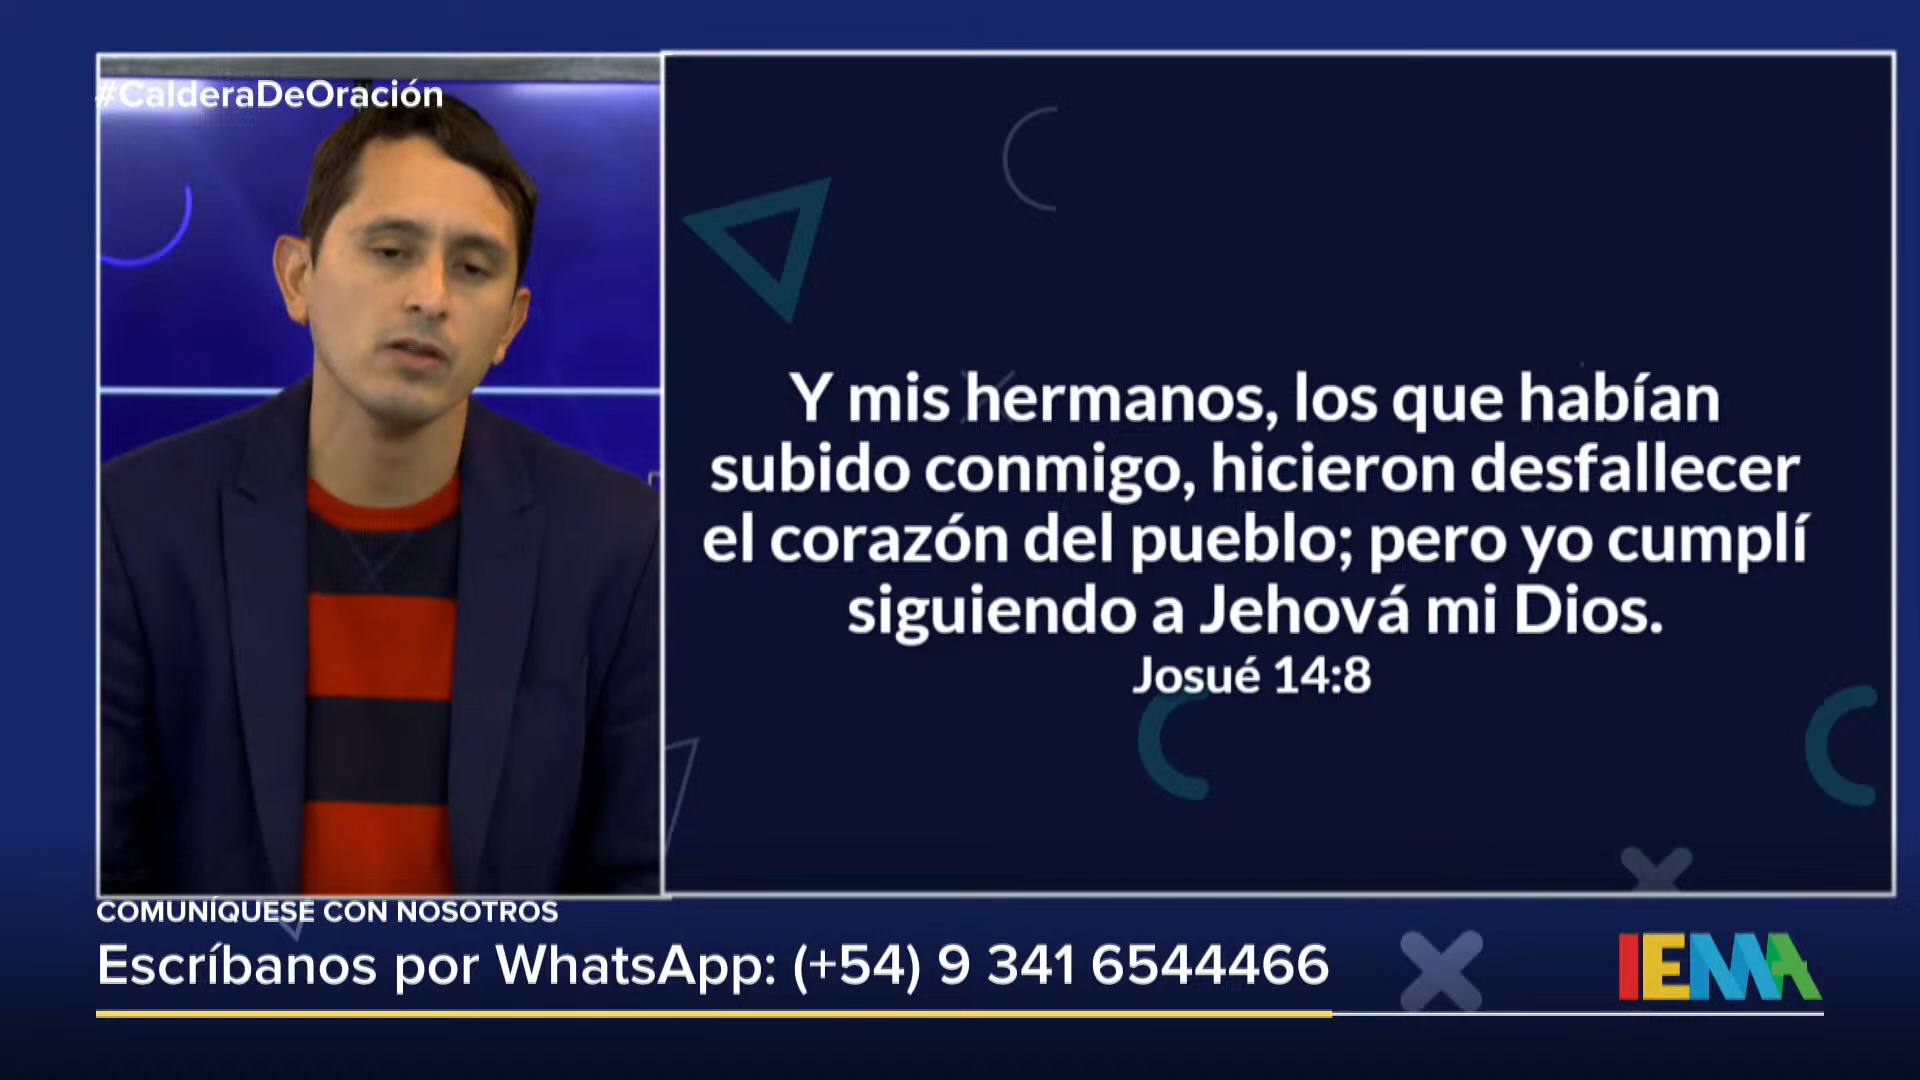 #CalderaDeOración
Y mis hermanos, los que habían
subido conmigo, hicieron desfallecer
el corazón del pueblo; pero yo cumplí
siguiendo a Jehová mi Dios.
Josué 14:8
COMUNÍQUESE CON NOSOTROS
Escríbanos por WhatsApp: (+54) 9 341 6544466
IEMA